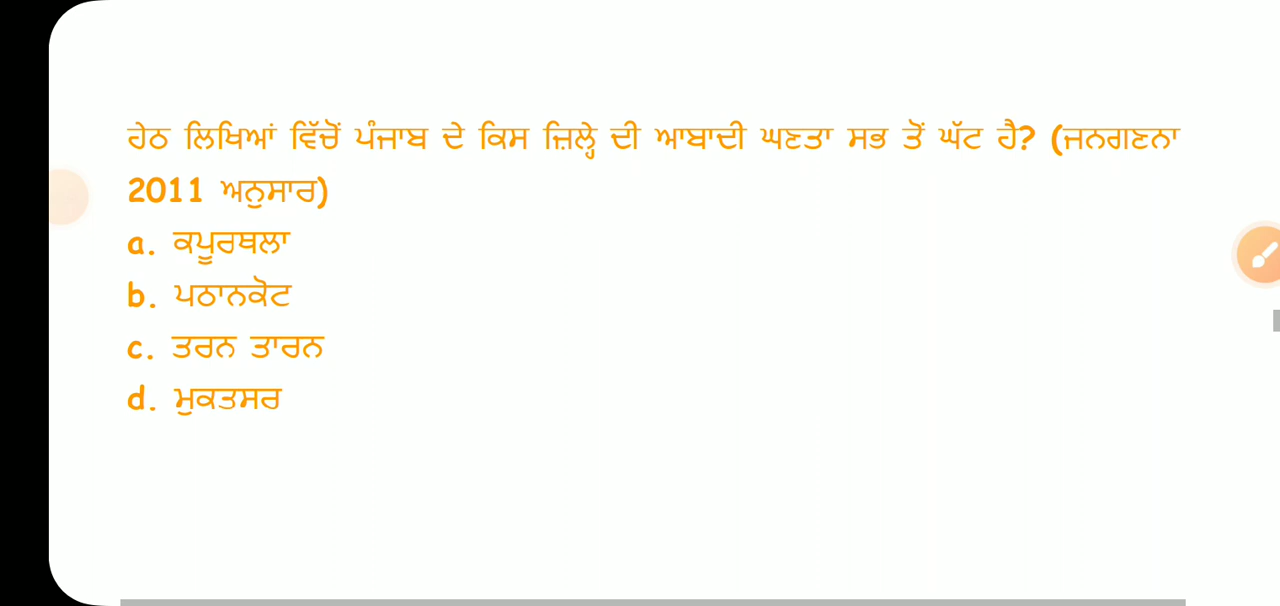 ਹੇਠ ਲਿਖਿਆਂ ਵਿੱਚੋਂ ਪੰਜਾਬ ਦੇ ਕਿਸ ਜ਼ਿਲ੍ਹੇ ਦੀ ਆਬਾਦੀ ਘਣਤਾ ਸਭ ਤੋਂ ਘੱਟ ਹੈ? (ਜਨਗਣਨਾ
2011 ਅਨੁਸਾਰ)
a. ਕਪੂਰਥਲਾ
b. ਪਠਾਨਕੋਟ
c. ਤਰਨ ਤਾਰਨ
d. ਮੁਕਤਸਰ